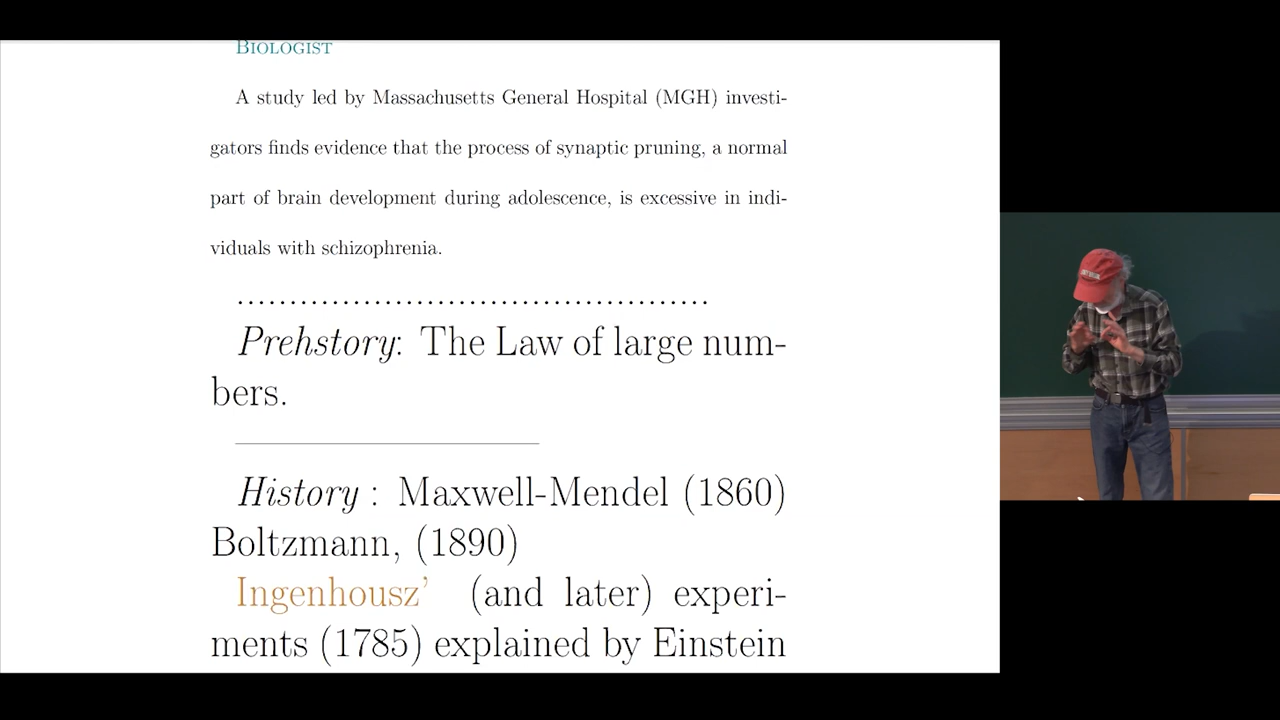 BIOLOGIST
A study led by Massachusetts General Hospital (MGH) investi-
gators finds evidence that the process of synaptic pruning, a normal
part of brain development during adolescence, is excessive in indi-
viduals with schizophrenia.
.............................................
Prehstory: The Law of large num-
bers.
History : Maxwell-Mendel (1860)
Boltzmann, (1890)
Ingenhousz' (and later) experi-
ments (1785) explained by Einstein